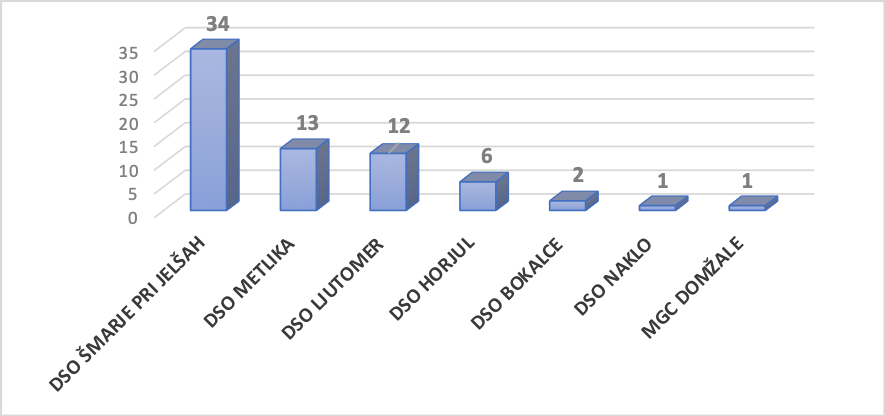 34
13
12
6
2
1
1
35
30
25
20
15
10
5
0
DSO ŠMARJE PRI JELŠAH
DSO METLIKA
DSO LJUTOMER
DSO HORJUL
DSO BOKALCE
DSO NAKLO
MGC DOMŽALE